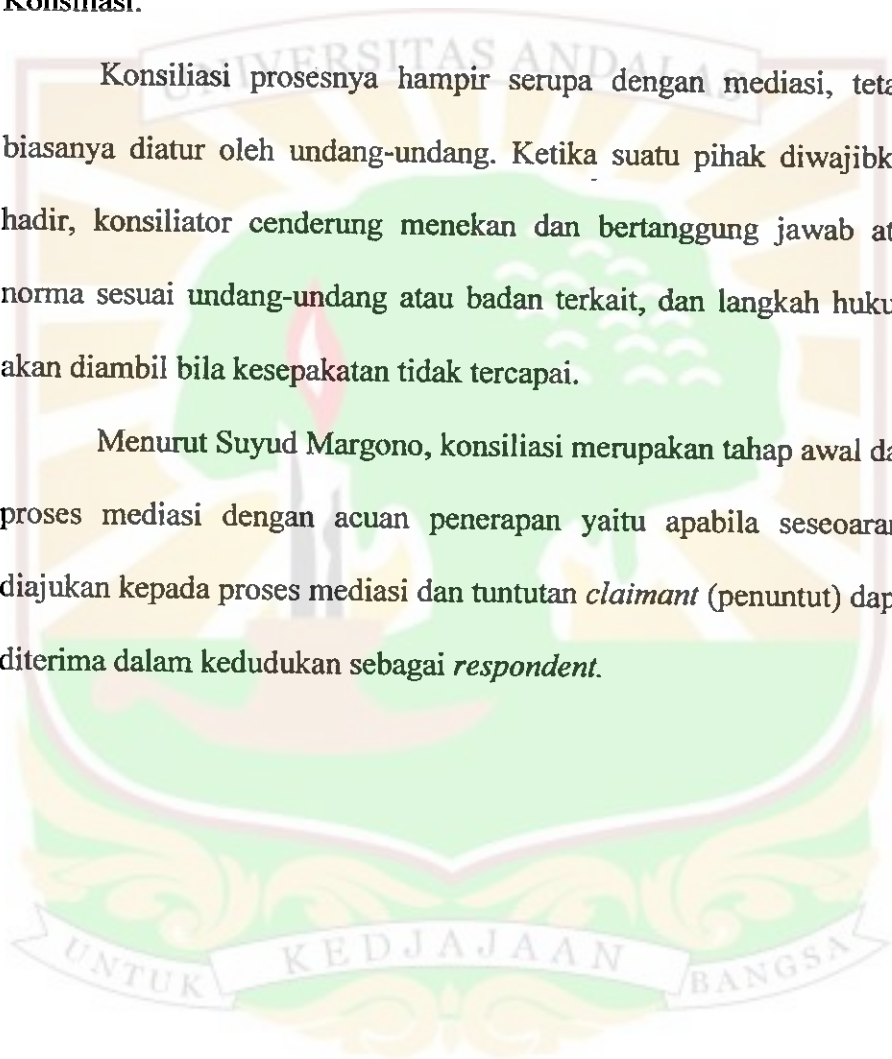 Konsiliasi.
UNIVERSITAS ANDALAS
Konsiliasi prosesnya hampir serupa dengan mediasi, teta
biasanya diatur oleh undang-undang. Ketika suatu pihak diwajibk
hadir, konsiliator cenderung menekan dan bertanggung jawab at
norma sesuai undang-undang atau badan terkait, dan langkah huku
akan diambil bila kesepakatan tidak tercapai.
Menurut Suyud Margono, konsiliasi merupakan tahap awal da
proses mediasi dengan acuan penerapan yaitu apabila seseoaran
diajukan kepada proses mediasi dan tuntutan claimant (penuntut) dap
diterima dalam kedudukan sebagai respondent.
UNTUK KEDJAJAAN BANGSA